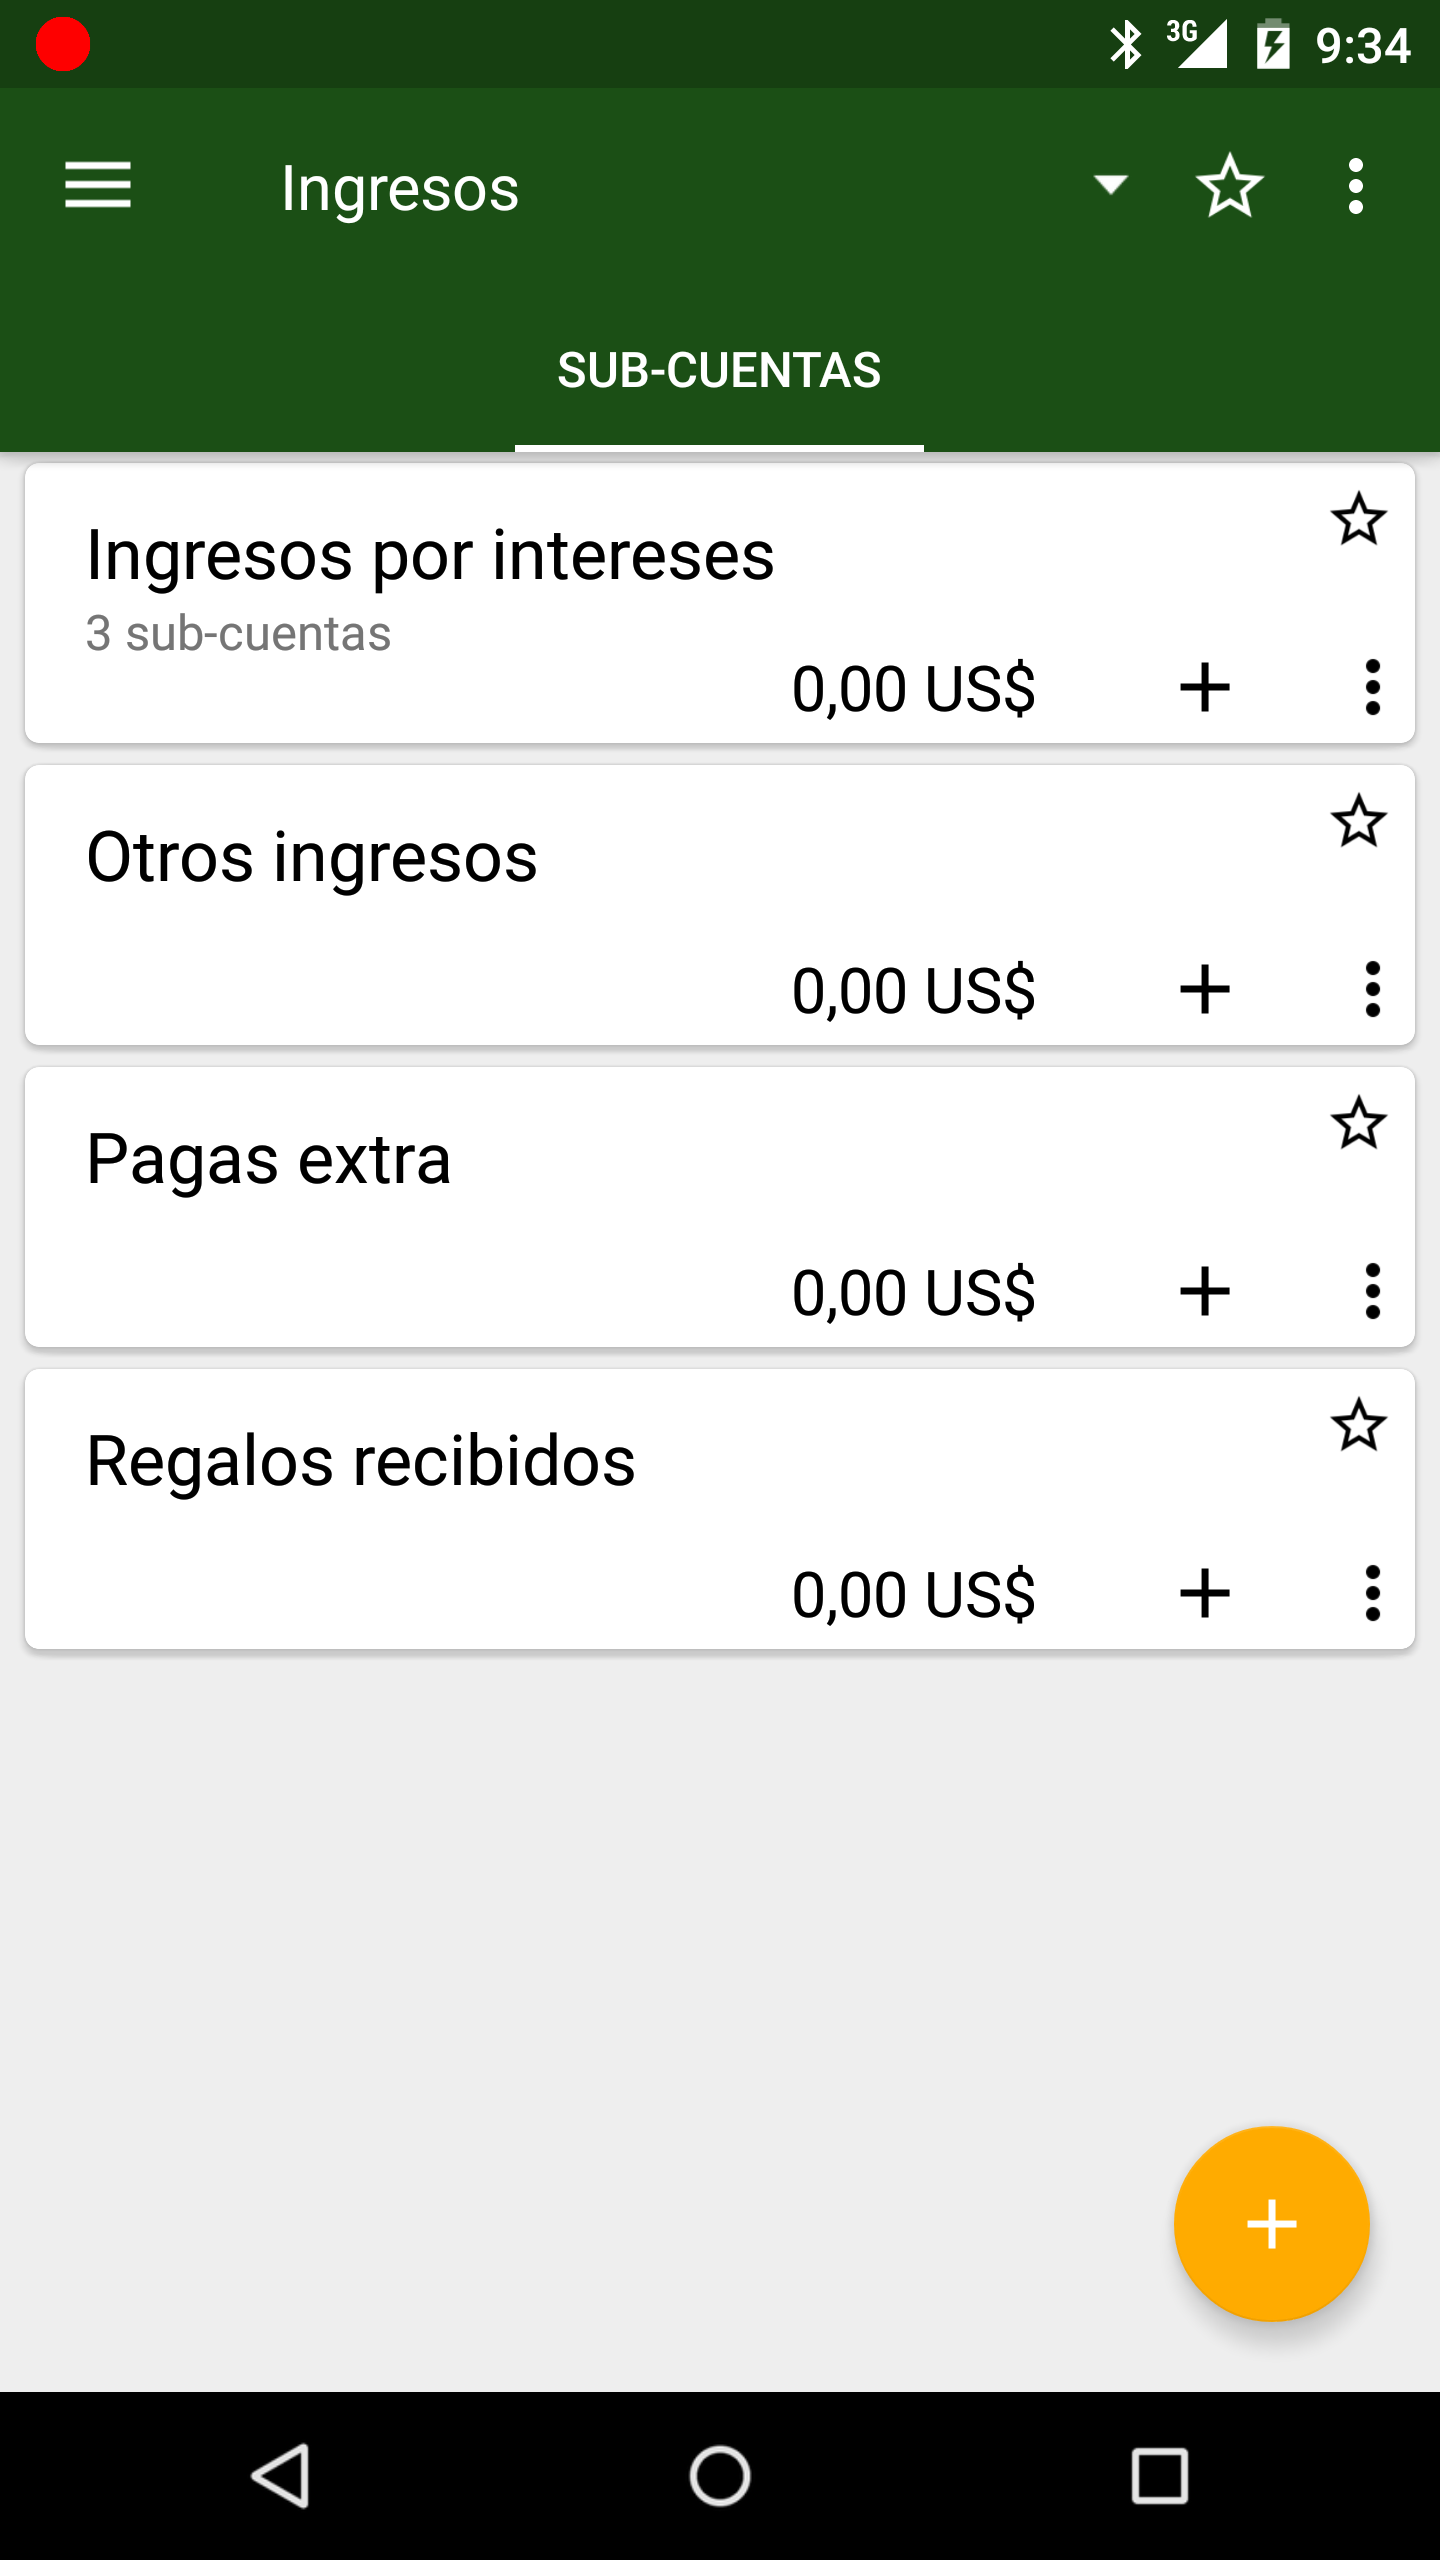 3G 9:34
Ingresos
SUB-CUENTAS
Ingresos por intereses
3 sub-cuentas
0,00 US$
Otros ingresos
0,00 US$
Pagas extra
0,00 US$
Regalos recibidos
0,00 US$